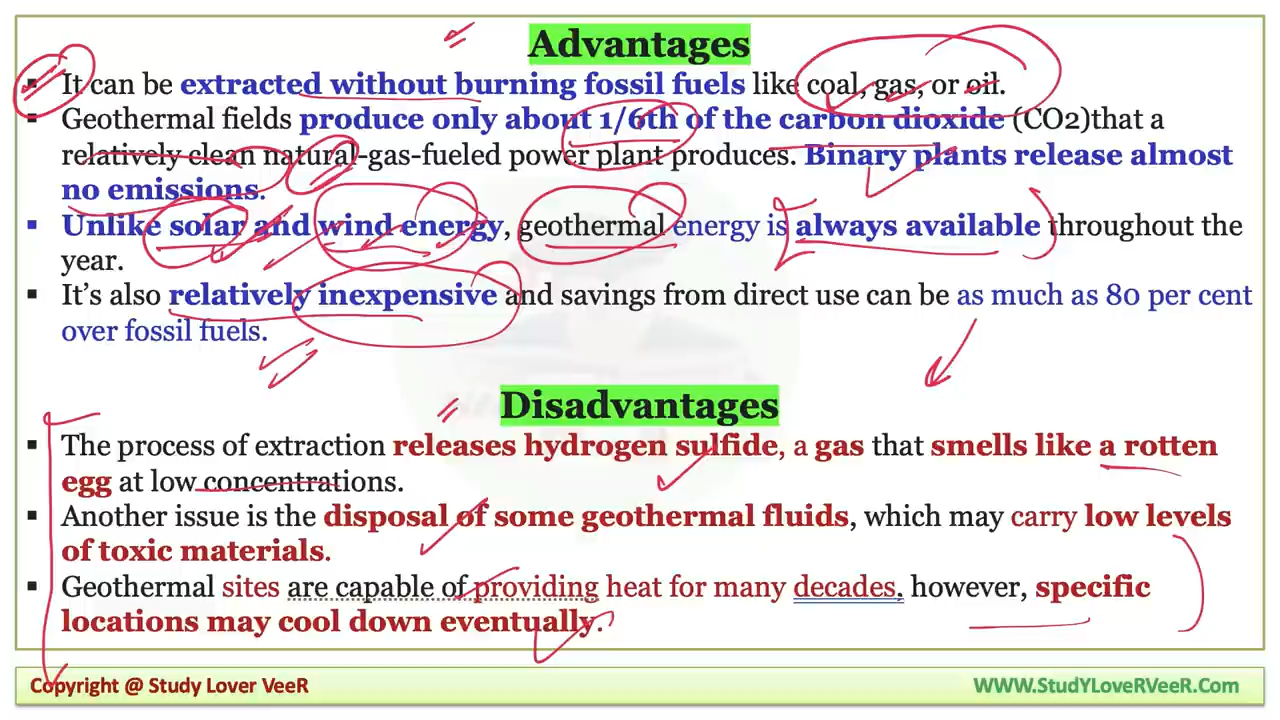 Advantages
▪ It can be extracted without burning fossil fuels like coal, gas, or oil.
▪ Geothermal fields produce only about 1/6th of the carbon dioxide (CO2)that a
relatively clean natural-gas-fueled power plant produces. Binary plants release almost
no emissions.
▪ Unlike solar and wind energy, geothermal energy is always available throughout the
year.
▪ It’s also relatively inexpensive and savings from direct use can be as much as 80 per cent
over fossil fuels.
Disadvantages
▪ The process of extraction releases hydrogen sulfide, a gas that smells like a rotten
egg at low concentrations.
▪ Another issue is the disposal of some geothermal fluids, which may carry low levels
of toxic materials.
▪ Geothermal sites are capable of providing heat for many decades, however, specific
locations may cool down eventually.
Copyright @ Study Lover VeeR
WWW.StudYLoveRVeeR.Com